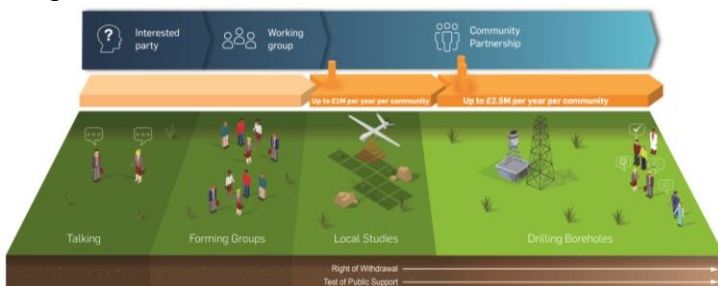 Interested
party
Working
group
Community
Partnership
Up to £1M per year per community
Up to £2.5M per year per community
Talking
Forming Groups
Local Studies
Drilling Boreholes
Right of Withdrawal
Test of Public Support